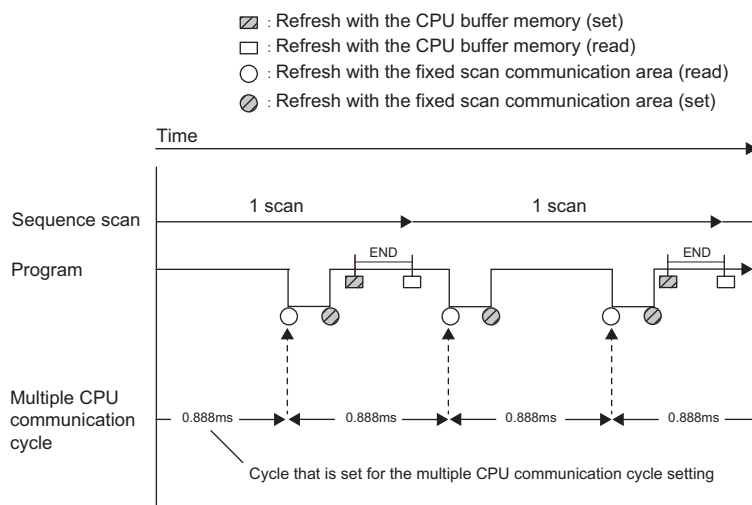 : Refresh with the CPU buffer memory (set)
: Refresh with the CPU buffer memory (read)
: Refresh with the fixed scan communication area (read)
: Refresh with the fixed scan communication area (set)
Time
Sequence scan
1 scan
1 scan
Program
END
END
Multiple CPU
communication
cycle
0.888ms
0.888ms
0.888ms
0.888ms
Cycle that is set for the multiple CPU communication cycle setting